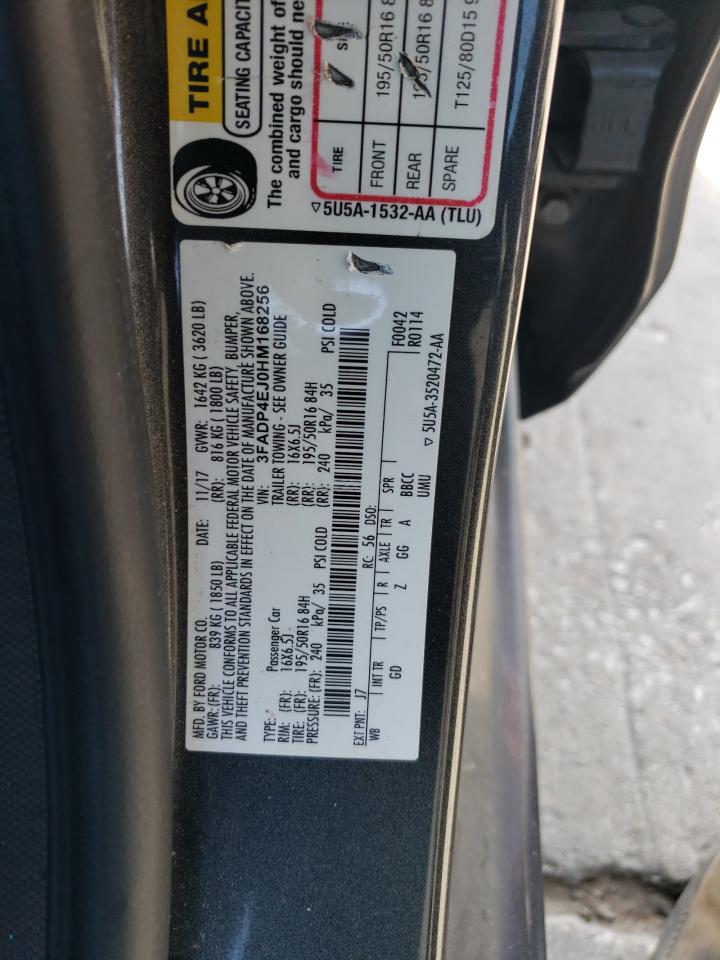 TIRE A
SEATING CAPACIT
The combined weight of
and cargo should ne
TIRE
FRONT 195/50R16 8
REAR 50R16 8
SPARE T125/80D15 9
▽5U5A-1532-AA (TLU)
MFD. BY FORD MOTOR CO. DATE: 11/17 GVWR: 1642 KG ( 3620 LB)
GAWR: (FR): 839 KG ( 1850 LB) (RR): 816 KG ( 1800 LB)
THIS VEHICLE CONFORMS TO ALL APPLICABLE FEDERAL MOTOR VEHICLE SAFETY, BUMPER,
AND THEFT PREVENTION STANDARDS IN EFFECT ON THE DATE OF MANUFACTURE SHOWN ABOVE.
VIN: 3FADP4EJ0HM168256
TYPE: Passenger Car TRAILER TOWING - SEE OWNER GUIDE
RIM: (FR): 16X6.5J (RR): 16X6.5J
TIRE: (FR): 195/50R16 84H (RR): 195/50R16 84H
PRESSURE: (FR): 240 kPa/ 35 PSI COLD (RR): 240 kPa/ 35 PSI COLD
EXT PNT: J7 RC: 56 DSO: F0042
WB INT TR TP/PS R AXLE TR SPR R0114
GD Z GG A BBCC
UMU
▽ 5U5A-3520472-AA